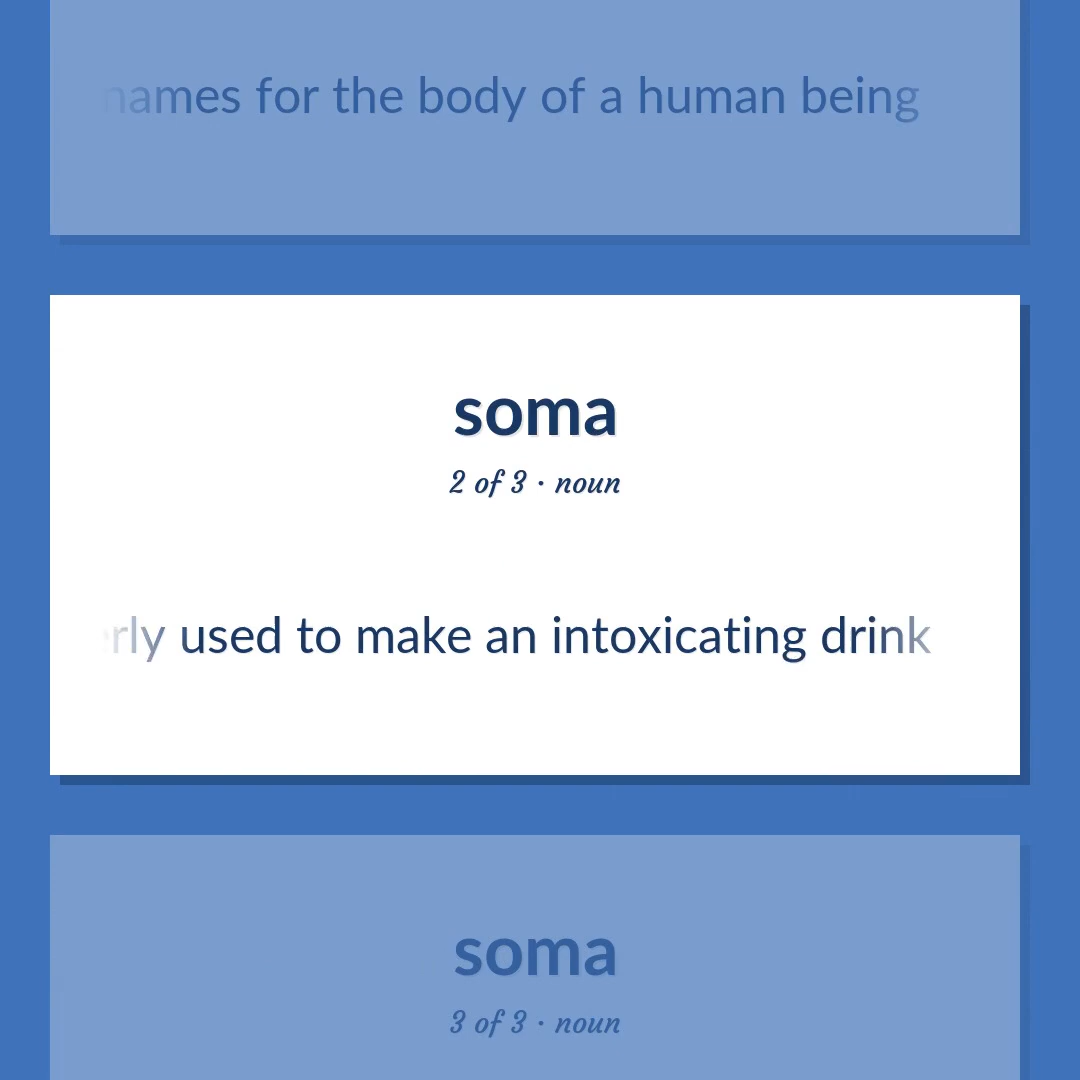 names for the body of a human being
soma
2 of 3 · noun
rly used to make an intoxicating drink
soma
3 of 3 · noun